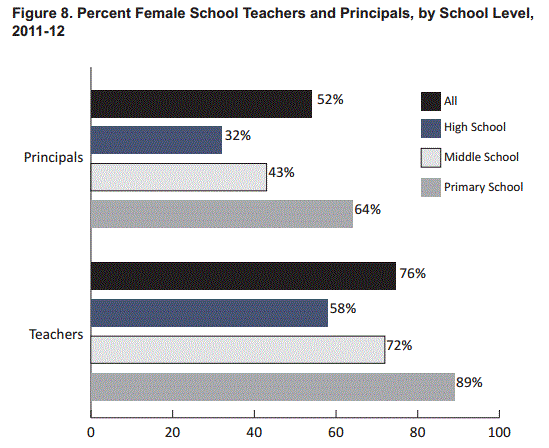 Figure 8. Percent Female School Teachers and Principals, by School Level,
2011-12
All
High School
Middle School
Primary School
Principals
52%
32%
43%
64%
Teachers
76%
58%
72%
89%
0 20 40 60 80 100